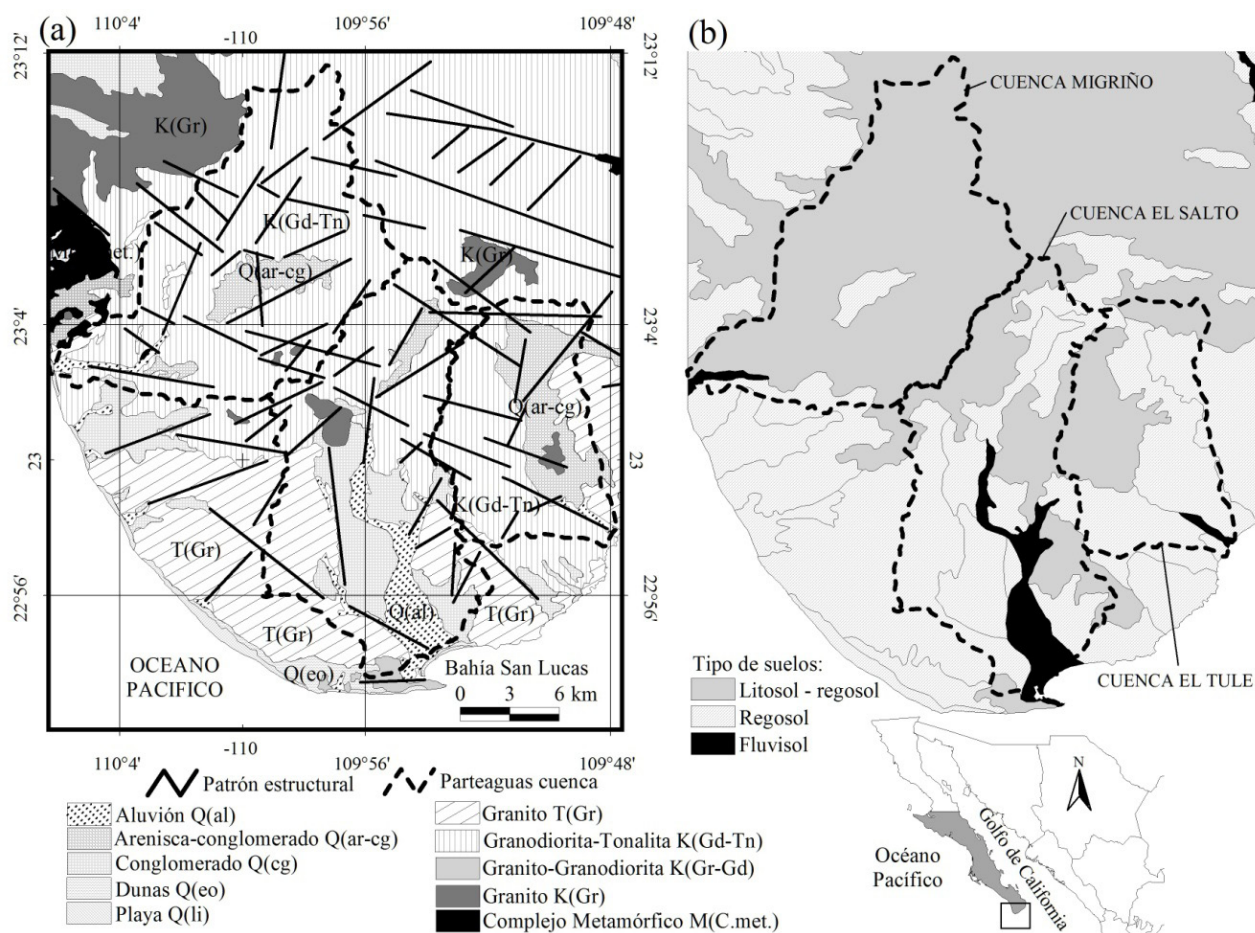 (a)
110°4'
-110
109°56'
109°48'
23°12'
23°12'
K(Gr)
K(Gd-Tn)
Q(ar-cg)
K(Gr)
met.)
23°4'
23°4'
Q(ar-cg)
23
23
K(Gd-Tn)
T(Gr)
22°56'
22°56'
Q(al)
T(Gr)
T(Gr)
Q(eo)
OCEANO
PACIFICO
Bahía San Lucas
0 3 6 km
110°4'
-110
109°56'
109°48'
Patrón estructural
Parteaguas cuenca
Aluvión Q(al)
Arenisca-conglomerado Q(ar-cg)
Conglomerado Q(cg)
Dunas Q(eo)
Playa Q(li)
Granito T(Gr)
Granodiorita-Tonalita K(Gd-Tn)
Granito-Granodiorita K(Gr-Gd)
Granito K(Gr)
Complejo Metamórfico M(C.met.)
(b)
CUENCA MIGRIÑO
CUENCA EL SALTO
CUENCA EL TULE
Tipo de suelos:
Litosol - regosol
Regosol
Fluvisol
N
Golfo de California
Océano
Pacífico